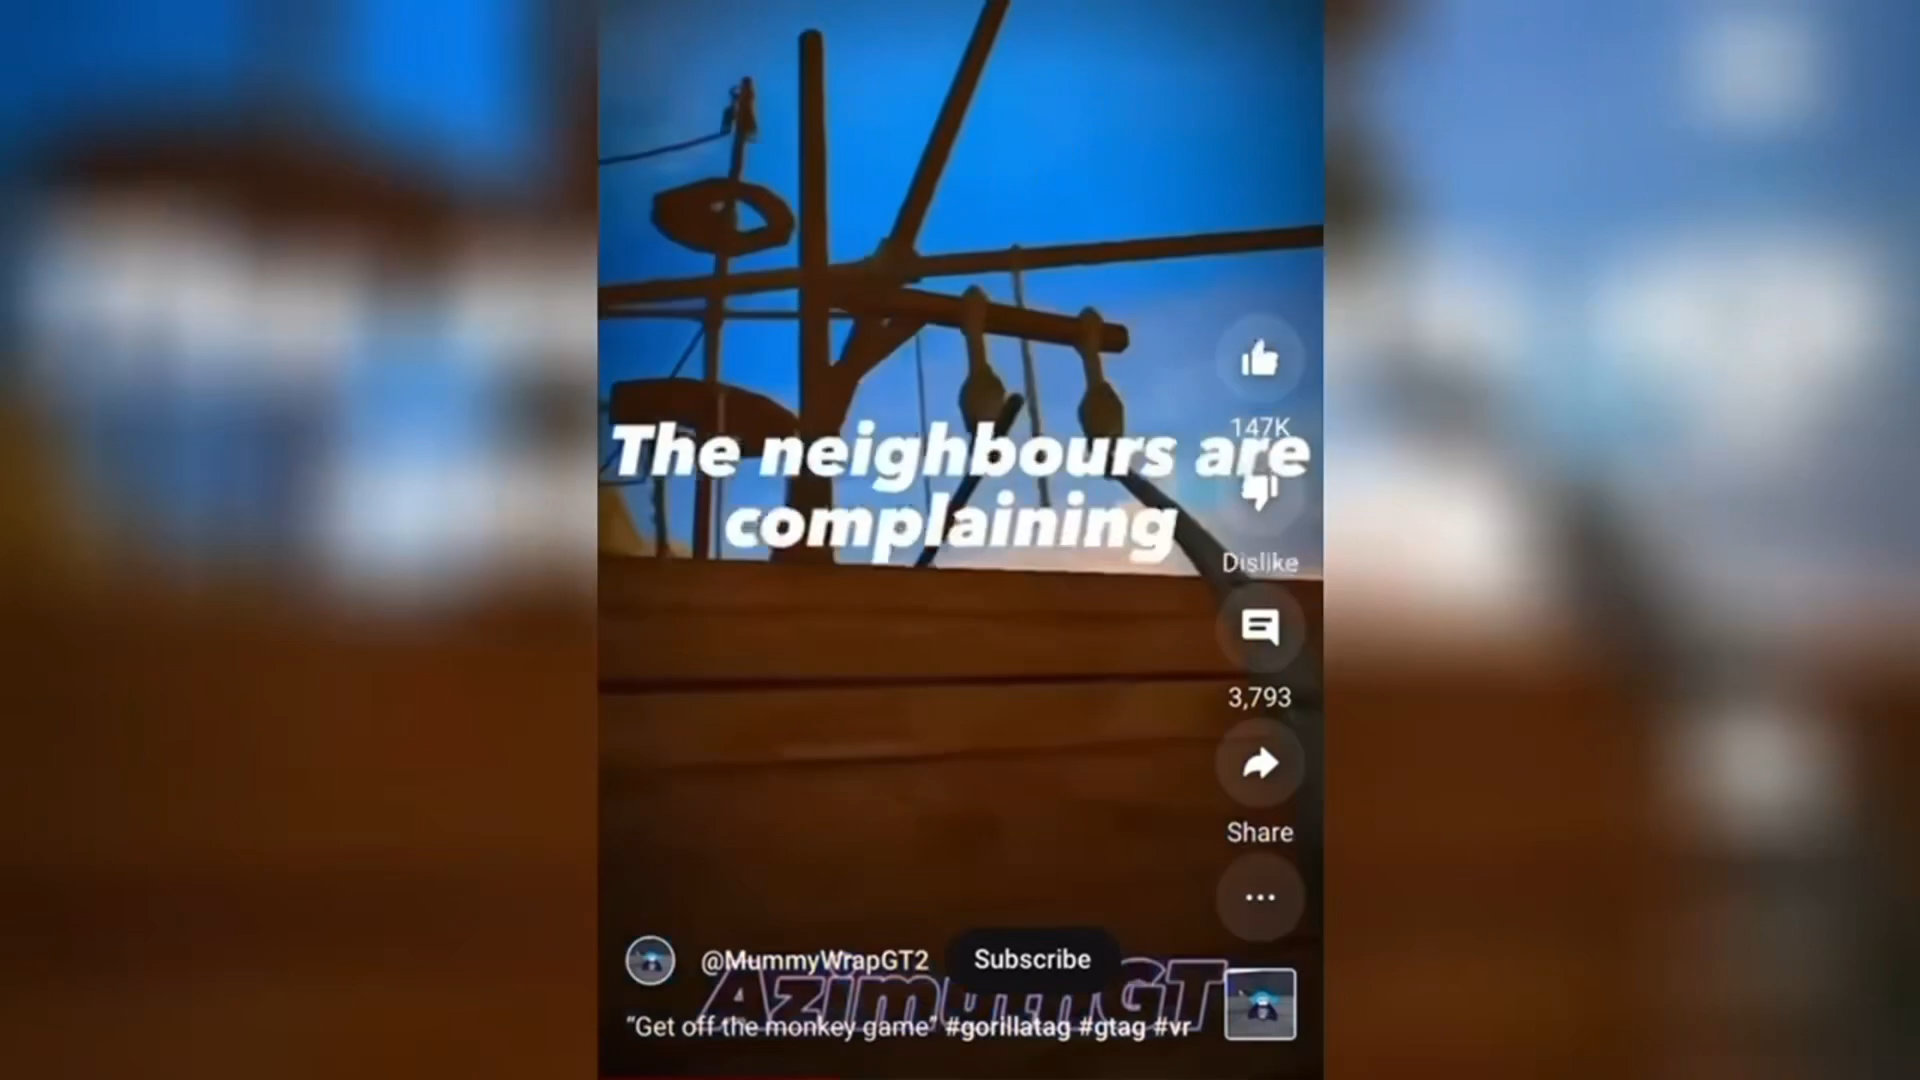 The neighbours are
complaining
147K
Dislike
3,793
Share
@MummyWrapGT2
Subscribe
AzimuthGT
“Get off the monkey game” #gorillatag #gtag #vr